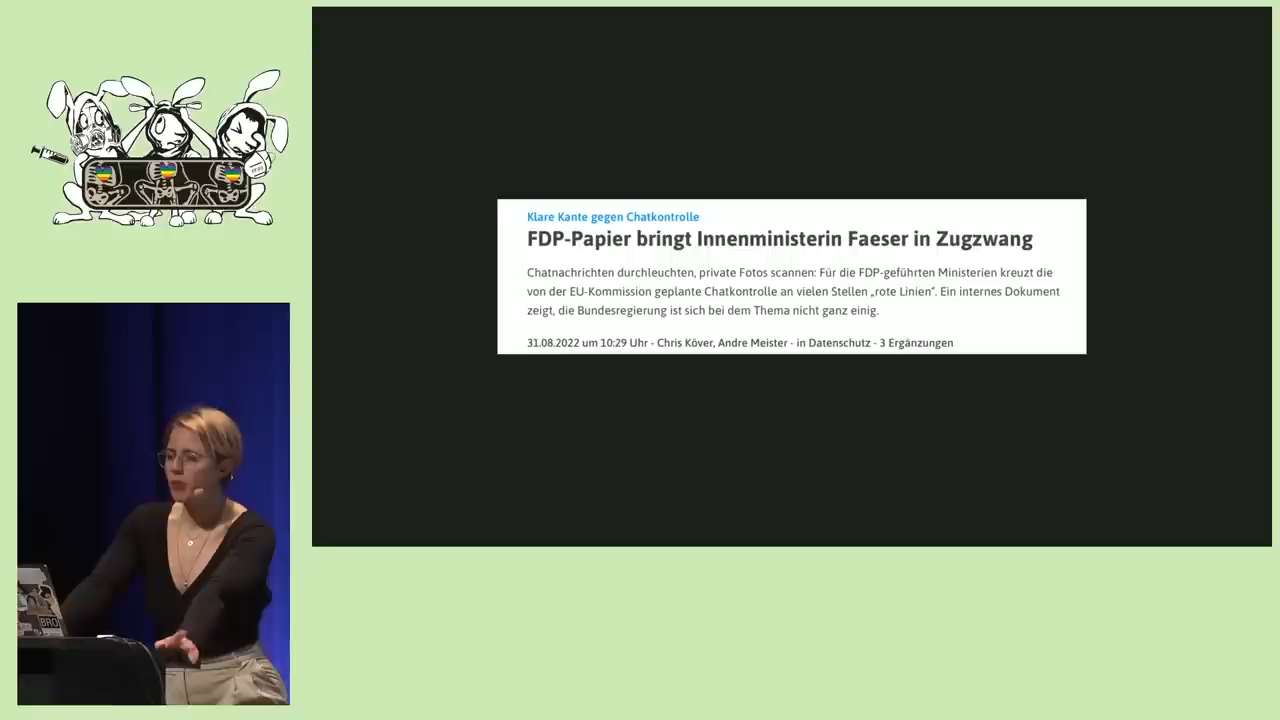 Klare Kante gegen Chatkontrolle
FDP-Papier bringt Innenministerin Faeser in Zugzwang
Chatnachrichten durchleuchten, private Fotos scannen: Für die FDP-geführten Ministerien kreuzt die
von der EU-Kommission geplante Chatkontrolle an vielen Stellen „rote Linien“. Ein internes Dokument
zeigt, die Bundesregierung ist sich bei dem Thema nicht ganz einig.
31.08.2022 um 10:29 Uhr - Chris Köver, Andre Meister - in Datenschutz - 3 Ergänzungen
BRO